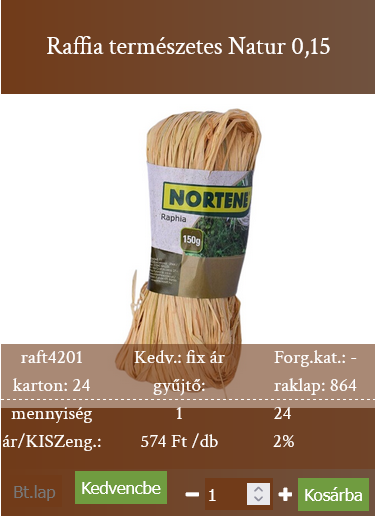 Raffia természetes Natur 0,15
NORTENE
Raphia
150g
raft4201 Kedv.: fix ár Forg.kat.: -
karton: 24 gyűjtő: raklap: 864
mennyiség 1 24
ár/KISZeng.: 574 Ft /db 2%
Bt.lap Kedvencbe − 1 + Kosárba